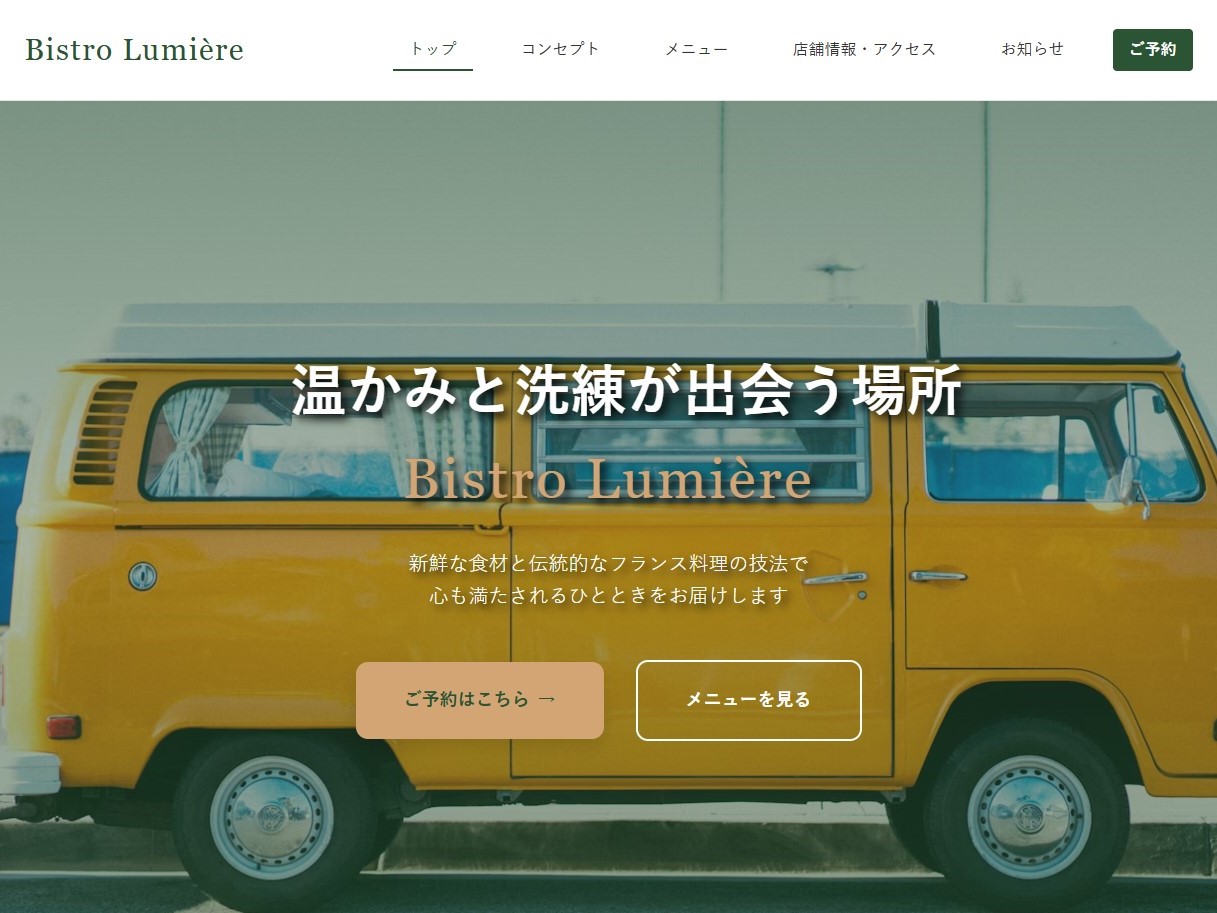 Bistro Lumière
トップ
コンセプト
メニュー
店舗情報・アクセス
お知らせ
ご予約
温かみと洗練が出会う場所
Bistro Lumière
新鮮な食材と伝統的なフランス料理の技法で
心も満たされるひとときをお届けします
ご予約はこちら →
メニューを見る